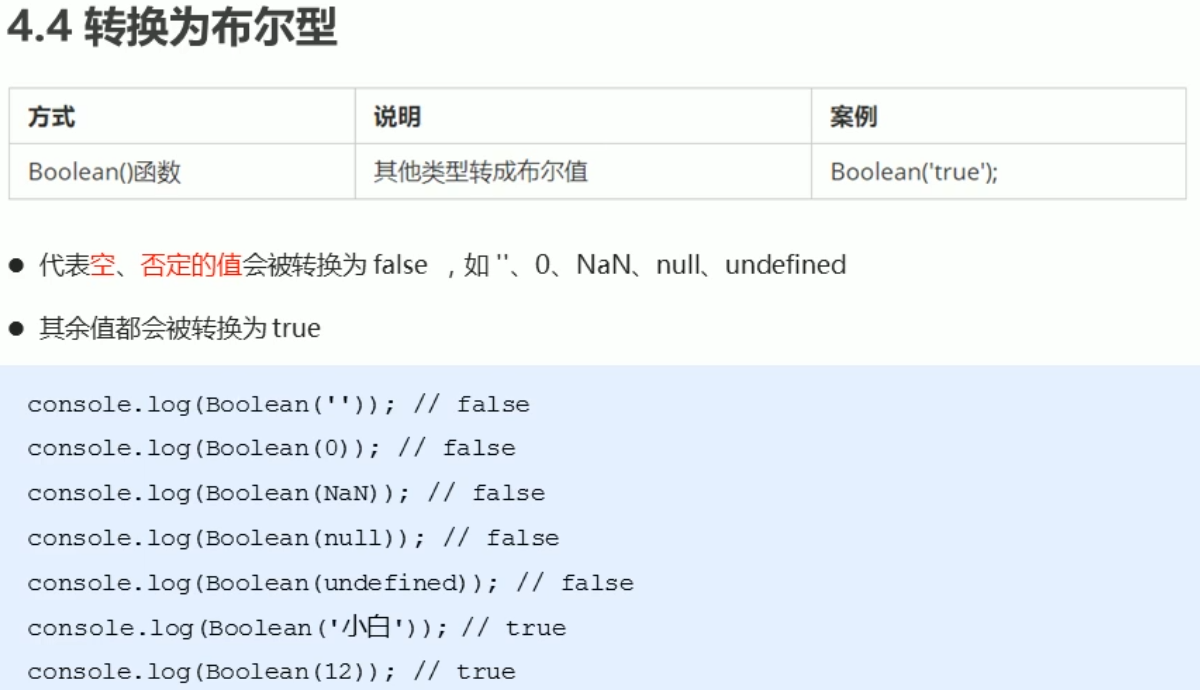 4.4 转换为布尔型
方式 说明 案例
Boolean()函数 其他类型转成布尔值 Boolean('true');
● 代表空、否定的值会被转换为 false ，如 ''、0、NaN、null、undefined
● 其余值都会被转换为 true
console.log(Boolean('')); // false
console.log(Boolean(0)); // false
console.log(Boolean(NaN)); // false
console.log(Boolean(null)); // false
console.log(Boolean(undefined)); // false
console.log(Boolean('小白')); // true
console.log(Boolean(12)); // true